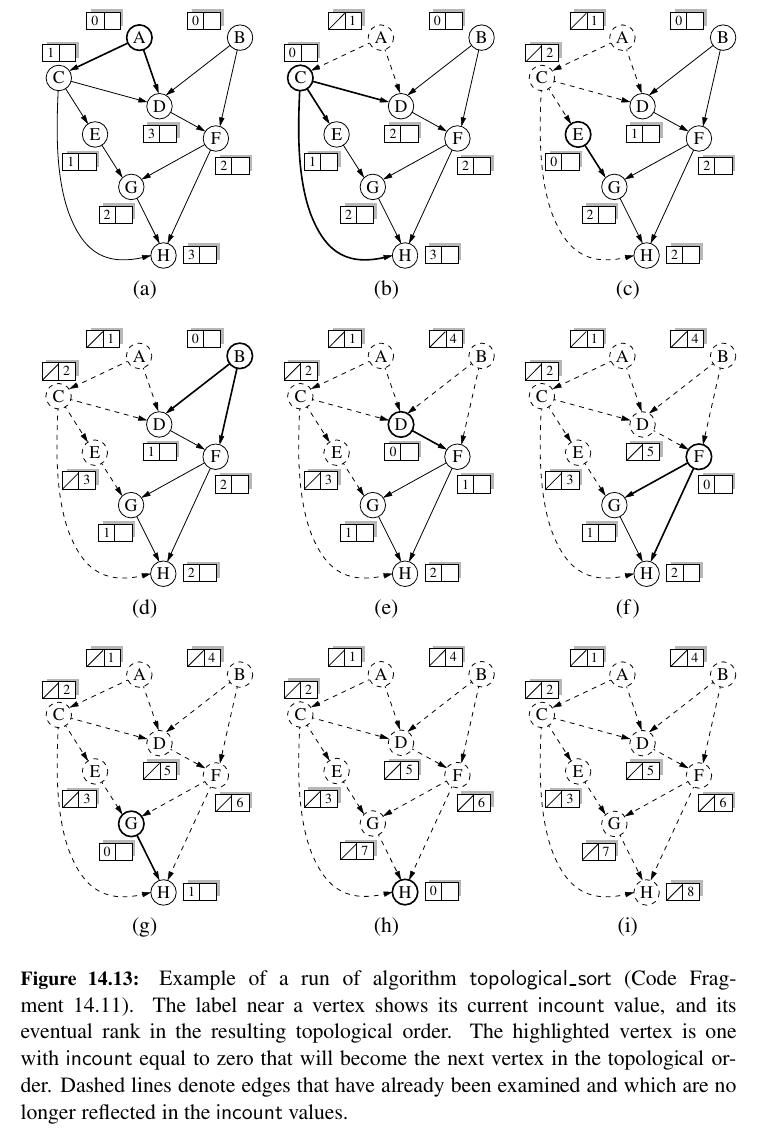 0 A 0 B
1 C
D
E 3 F
1 2
G
2
H 3
(a)
1 A 0 B
0
C
D
E 2 F
1 2
G
2
H 3
(b)
1 A 0 B
2
C
D
E 1 F
0 2
G
2
H 2
(c)
1 A 0 B
2
C
D
E 1 F
3 2
G
1
H 2
(d)
1 A 4 B
2
C
D
E 0 F
3 1
G
1
H 2
(e)
1 A 4 B
2
C
D
E 5 F
3 0
G
1
H 2
(f)
1 A 4 B
2
C
D
E 5 F
3 6
G
0
H 1
(g)
1 A 4 B
2
C
D
E 5 F
3 6
G
7
H 0
(h)
1 A 4 B
2
C
D
E 5 F
3 6
G
7
H 8
(i)
Figure 14.13: Example of a run of algorithm topological_sort (Code Frag-
ment 14.11). The label near a vertex shows its current incount value, and its
eventual rank in the resulting topological order. The highlighted vertex is one
with incount equal to zero that will become the next vertex in the topological or-
der. Dashed lines denote edges that have already been examined and which are no
longer reflected in the incount values.